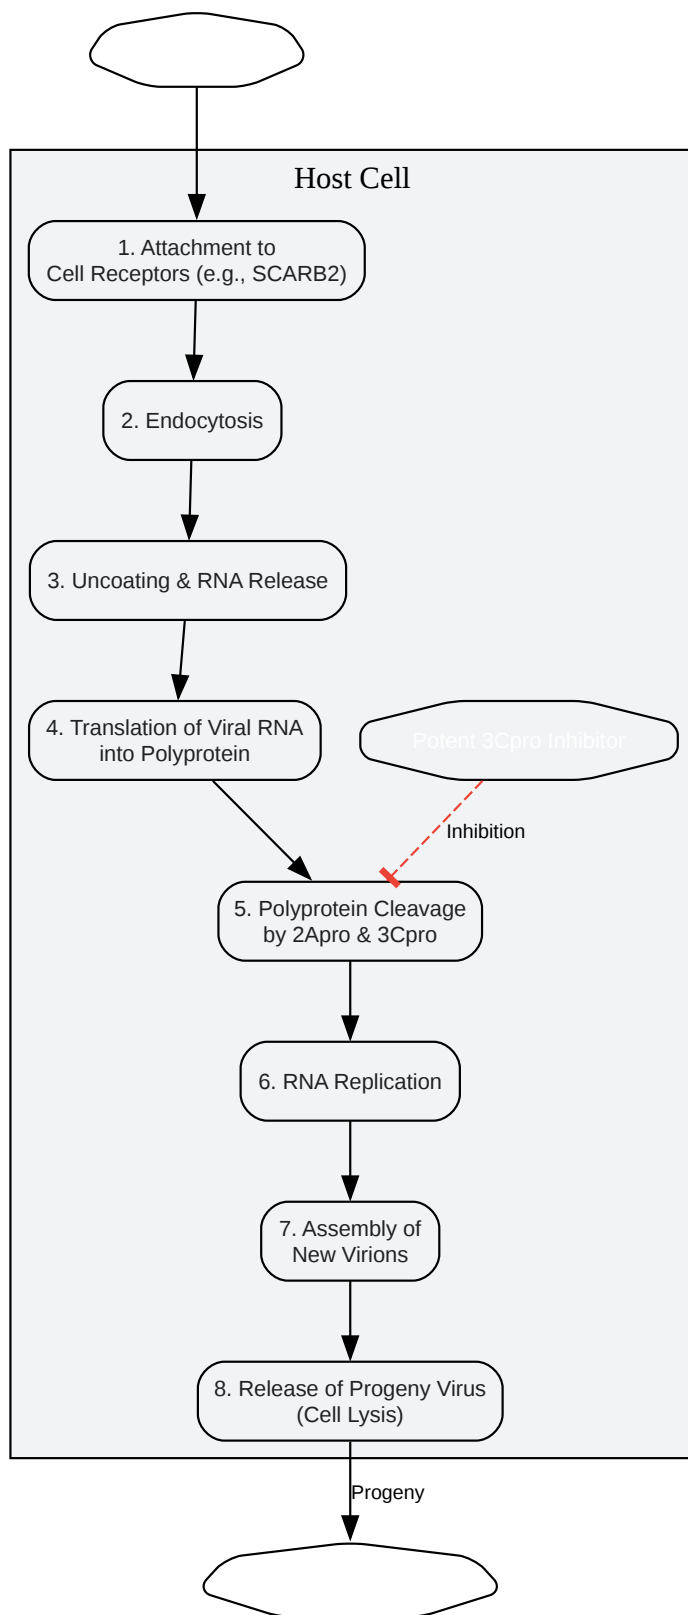 Host Cell
1. Attachment to
Cell Receptors (e.g., SCARB2)
2. Endocytosis
3. Uncoating & RNA Release
4. Translation of Viral RNA
into Polyprotein
Potent 3Cpro Inhibitor
Inhibition
5. Polyprotein Cleavage
by 2Apro & 3Cpro
6. RNA Replication
7. Assembly of
New Virions
8. Release of Progeny Virus
(Cell Lysis)
Progeny